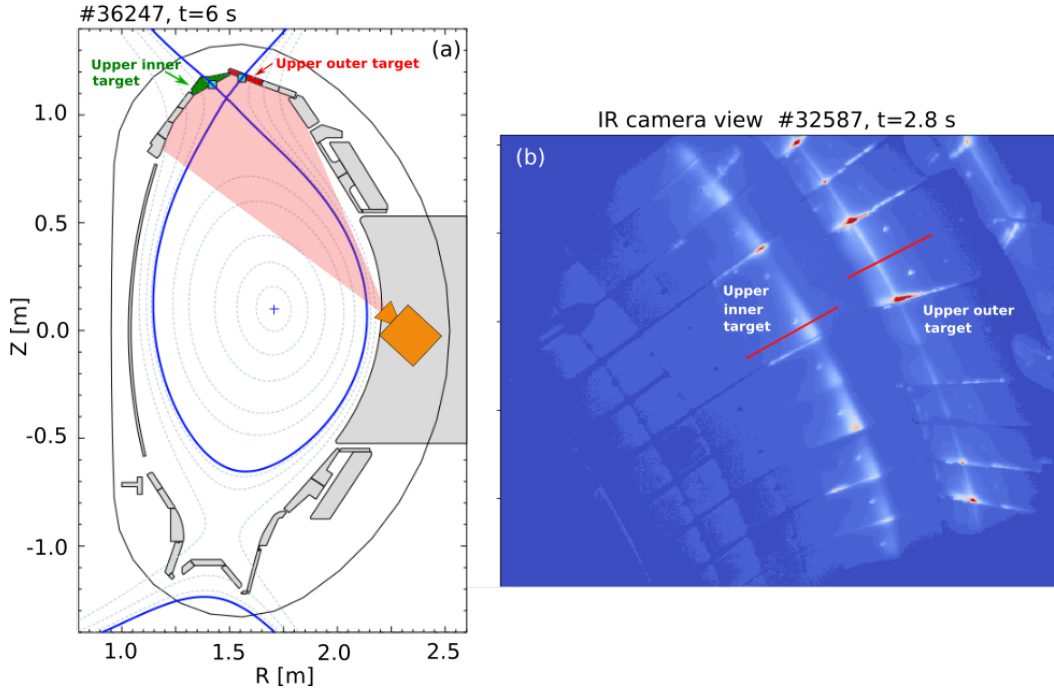 #36247, t=6 s
(a)
Upper inner
target
Upper outer target
1.0
0.5
0.0
-0.5
-1.0
Z [m]
1.0
1.5
2.0
2.5
R [m]
IR camera view #32587, t=2.8 s
(b)
Upper
inner
target
Upper outer
target